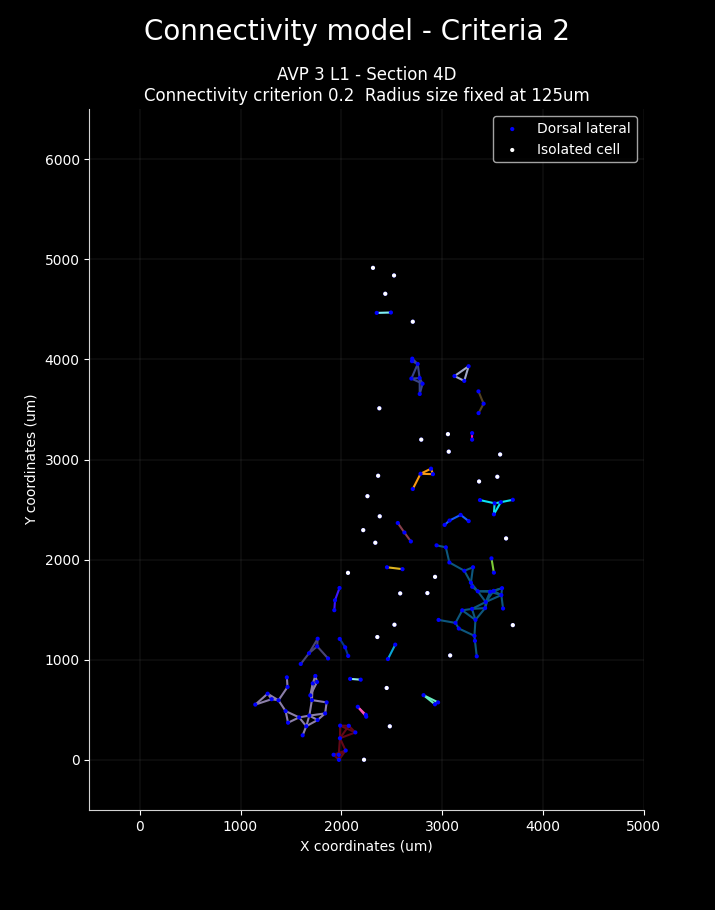 Connectivity model - Criteria 2
AVP 3 L1 - Section 4D
Connectivity criterion 0.2  Radius size fixed at 125um
Dorsal lateral
Isolated cell
6000
5000
4000
3000
2000
1000
0
Y coordinates (um)
0 1000 2000 3000 4000 5000
X coordinates (um)